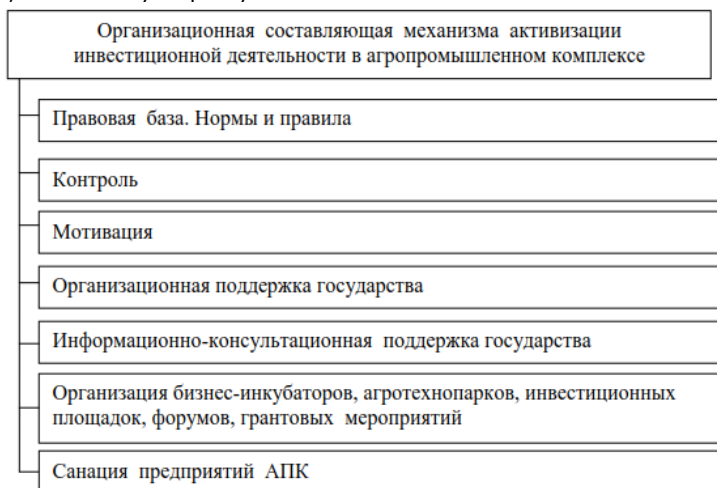 Организационная составляющая механизма активизации
инвестиционной деятельности в агропромышленном комплексе
Правовая база. Нормы и правила
Контроль
Мотивация
Организационная поддержка государства
Информационно-консультационная поддержка государства
Организация бизнес-инкубаторов, агротехнопарков, инвестиционных
площадок, форумов, грантовых мероприятий
Санация предприятий АПК